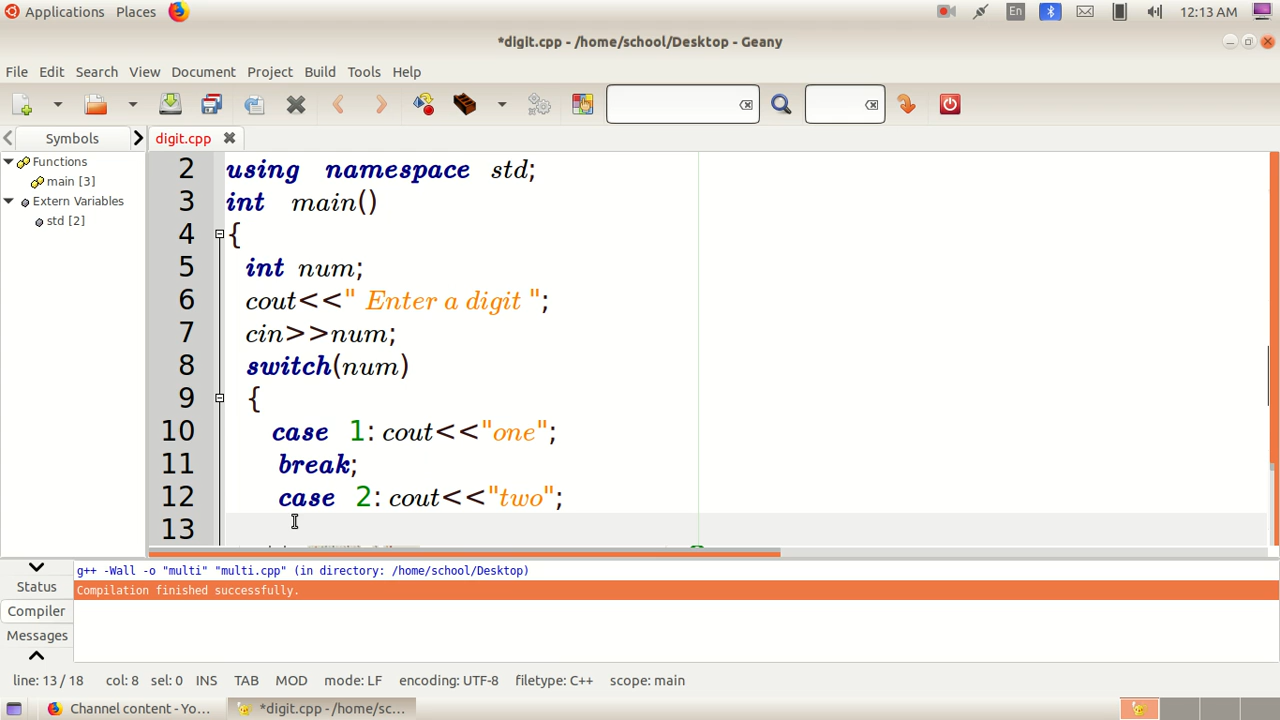 Applications Places En 12:13 AM
*digit.cpp - /home/school/Desktop - Geany
File Edit Search View Document Project Build Tools Help
Symbols digit.cpp
Functions
main [3]
Extern Variables
std [2]
2 using namespace std;
3 int main()
4 {
5 int num;
6 cout<<" Enter a digit ";
7 cin>>num;
8 switch(num)
9 {
10 case 1: cout<<"one";
11 break;
12 case 2: cout<<"two";
13
Status
Compiler
Messages
g++ -Wall -o "multi" "multi.cpp" (in directory: /home/school/Desktop)
Compilation finished successfully.
line: 13 / 18 col: 8 sel: 0 INS TAB MOD mode: LF encoding: UTF-8 filetype: C++ scope: main
Channel content - Yo... *digit.cpp - /home/sc...